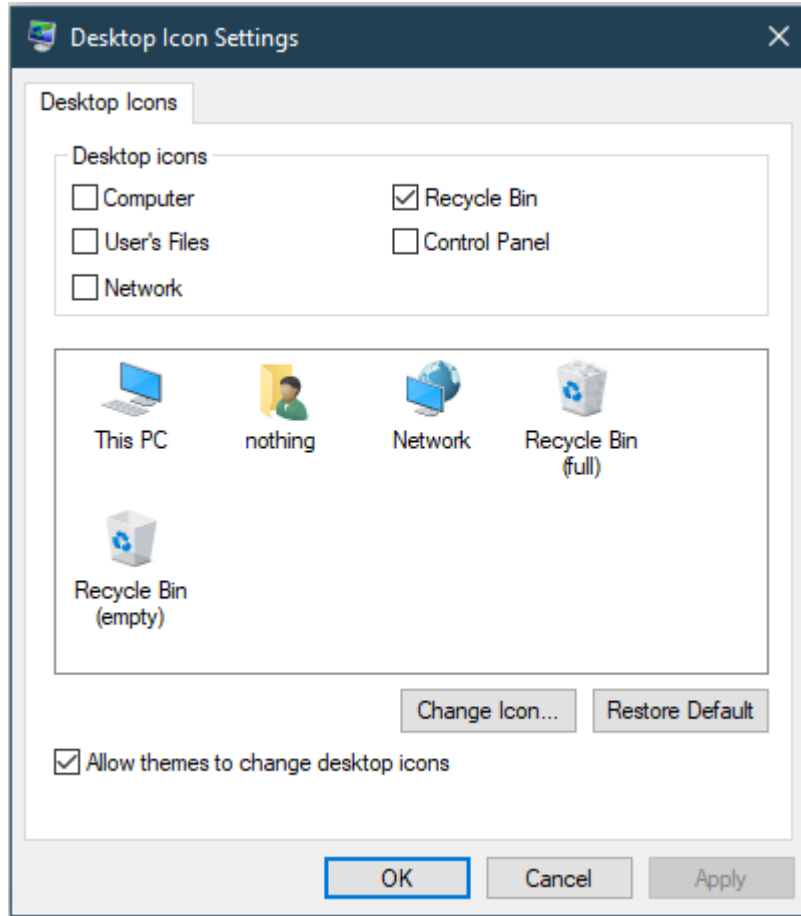 Desktop Icon Settings
Desktop Icons
Desktop icons
Computer
Recycle Bin
User's Files
Control Panel
Network
This PC
nothing
Network
Recycle Bin
(full)
Recycle Bin
(empty)
Change Icon...
Restore Default
Allow themes to change desktop icons
OK
Cancel
Apply